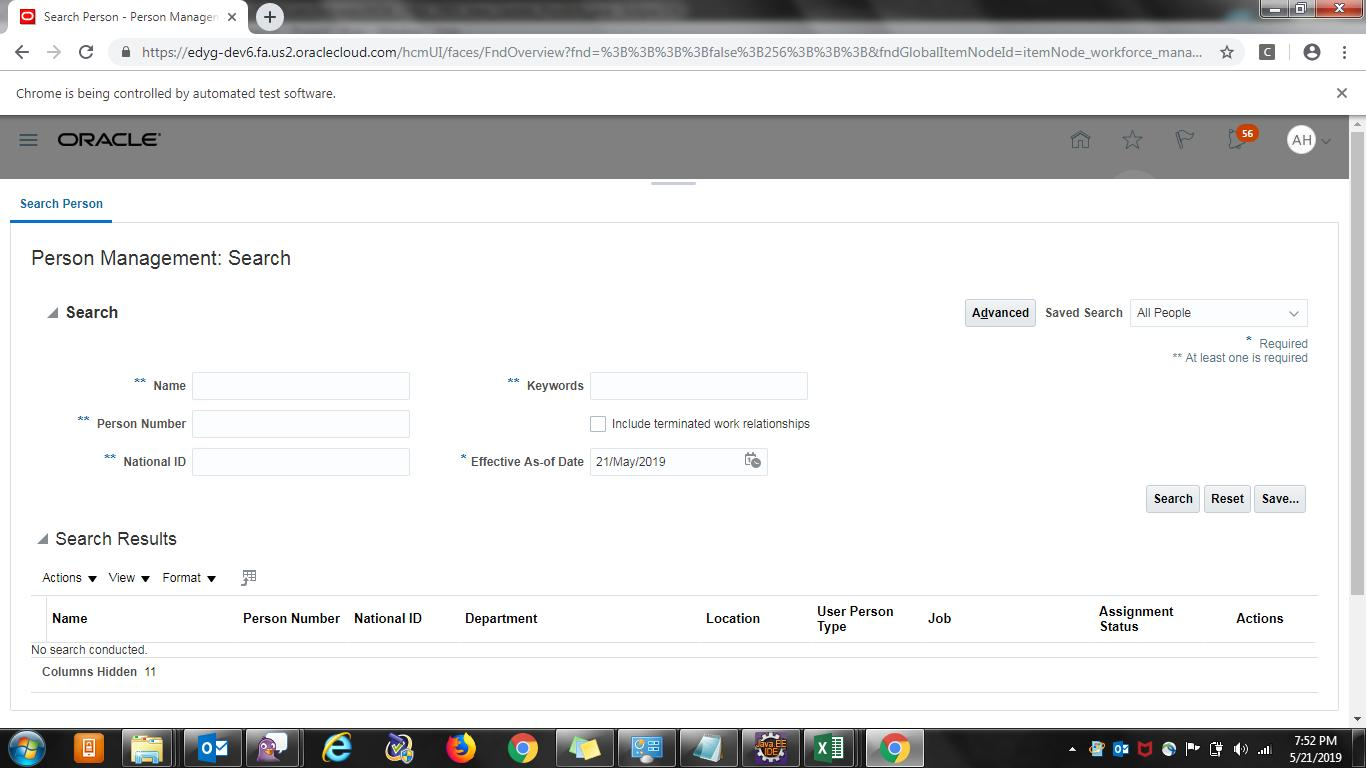 Search Person - Person Managen
https://edyg-dev6.fa.us2.oraclecloud.com/hcmUI/faces/FndOverview?fnd=%3B%3B%3B%3Bfalse%3B256%3B%3B%3B&fndGlobalItemNodeId=itemNode_workforce_mana...
C
Chrome is being controlled by automated test software.
ORACLE
56
AH
Search Person
Person Management: Search
Search
Advanced Saved Search All People
* Required
** At least one is required
** Name
** Keywords
** Person Number
Include terminated work relationships
** National ID
* Effective As-of Date 21/May/2019
Search Reset Save...
Search Results
Actions View Format
Name Person Number National ID Department Location User Person Type Job Assignment Status Actions
No search conducted.
Columns Hidden 11
Java EE
IDE
7:52 PM
5/21/2019